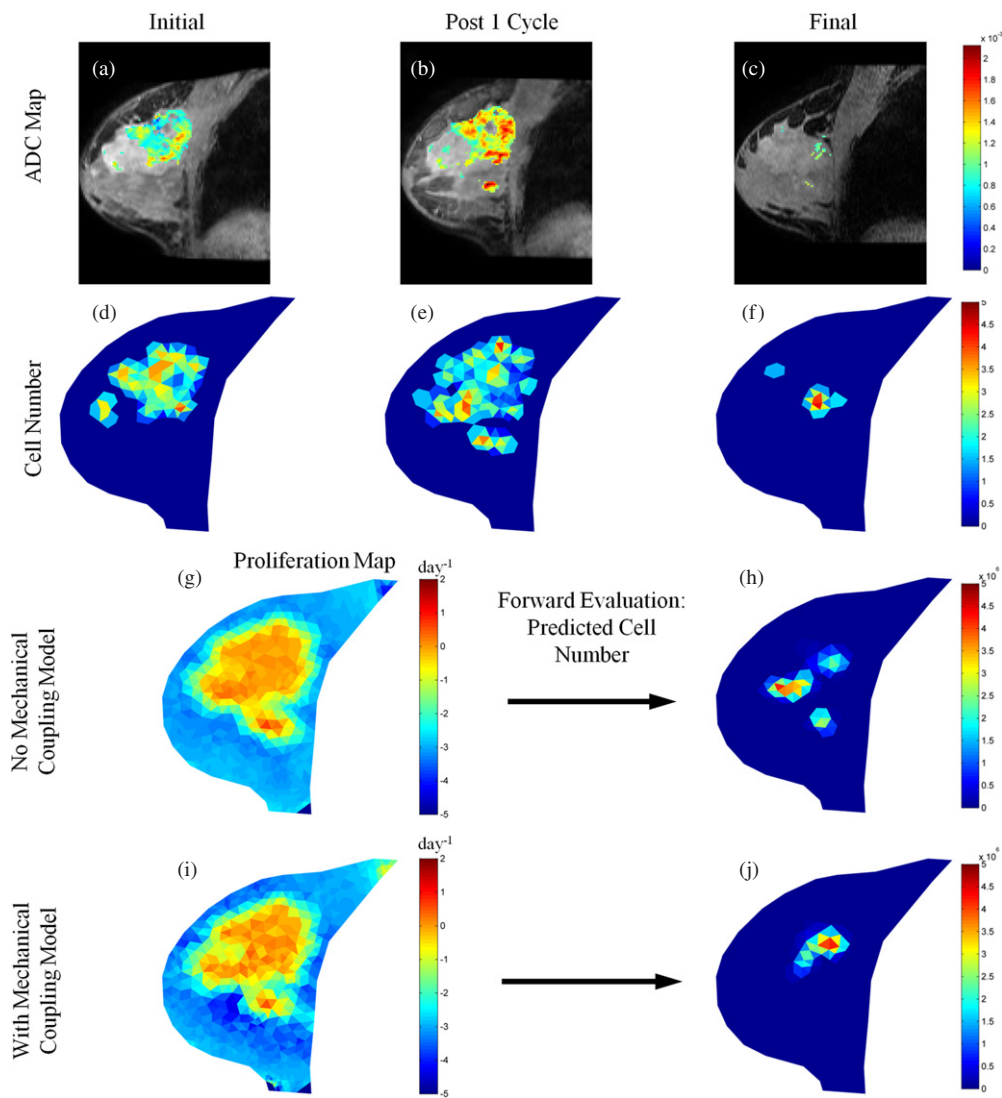 Initial
Post 1 Cycle
Final
ADC Map
(a)
(b)
(c)
2
1.8
1.6
1.4
1.2
1
0.8
0.6
0.4
0.2
0
Cell Number
(d)
(e)
(f)
5
4.5
4
3.5
3
2.5
2
1.5
1
0.5
0
Proliferation Map
No Mechanical
Coupling Model
(g)
day-1
2
1
0
-1
-2
-3
-4
-5
Forward Evaluation:
Predicted Cell
Number
(h)
x 10⁶
5
4.5
4
3.5
3
2.5
2
1.5
1
0.5
0
With Mechanical
Coupling Model
(i)
day-1
2
1
0
-1
-2
-3
-4
-5
(j)
x 10⁶
5
4.5
4
3.5
3
2.5
2
1.5
1
0.5
0